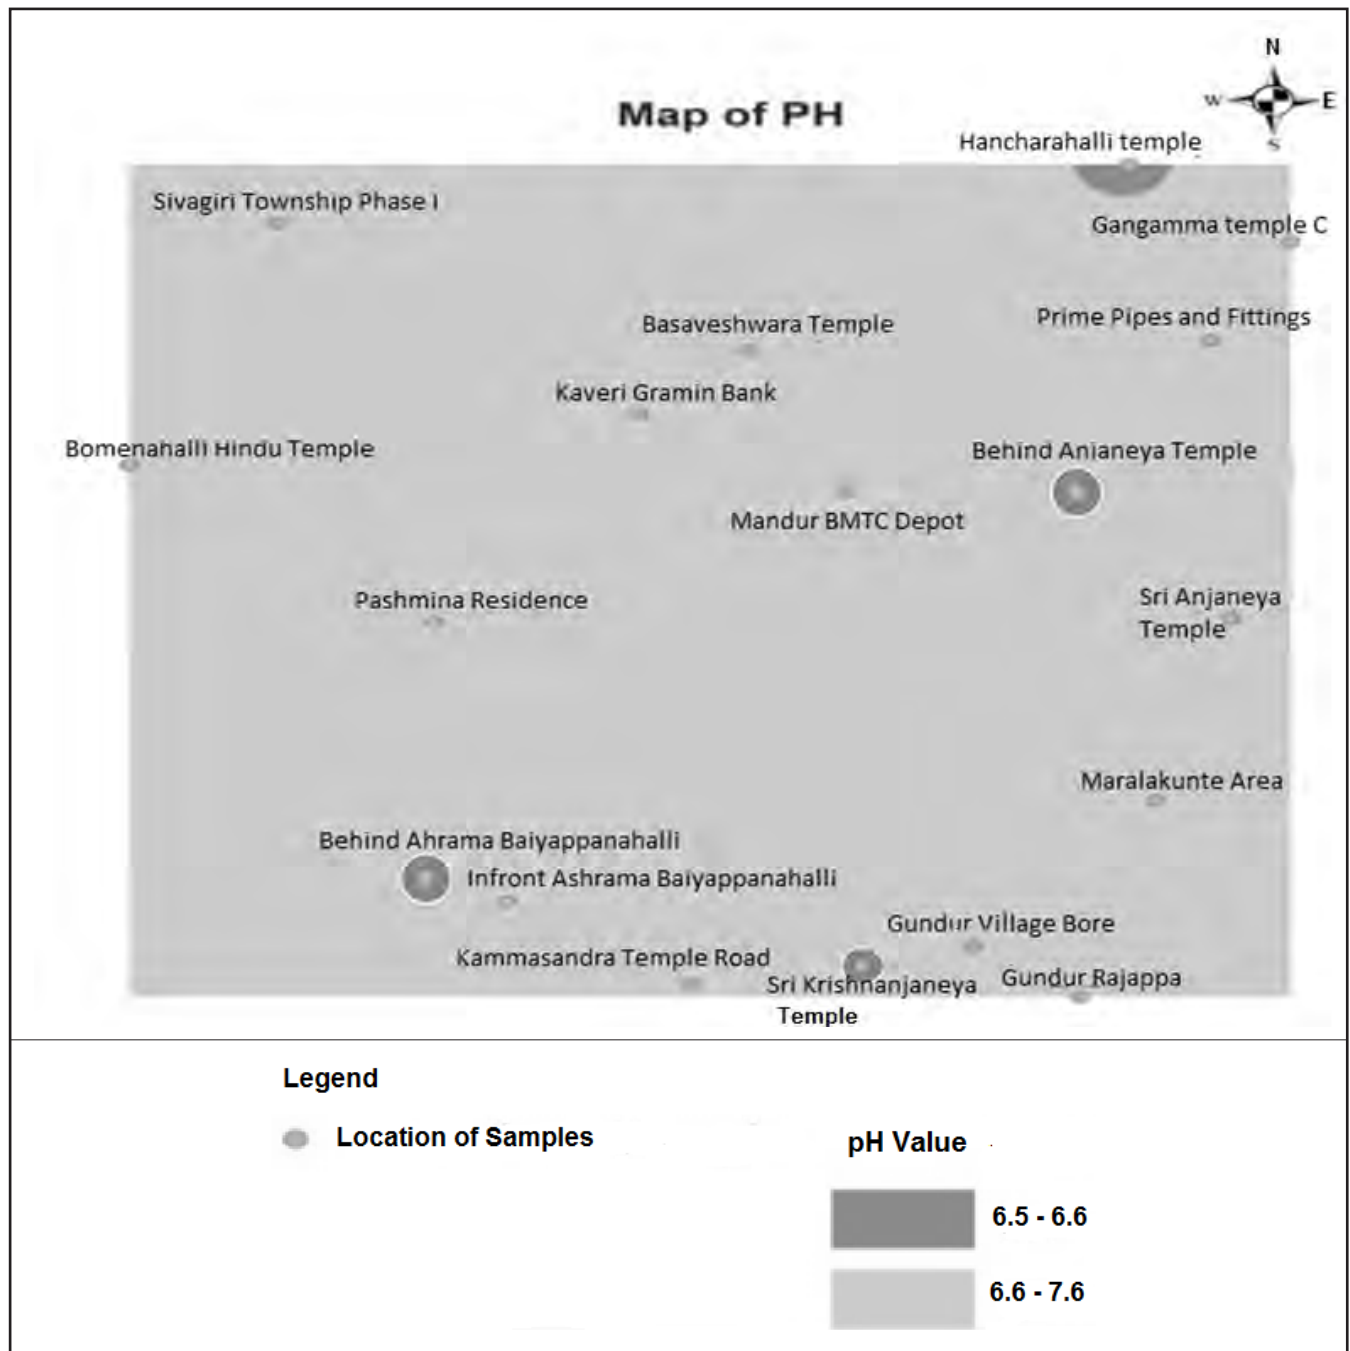 N
W E
S
Map of PH
Hancharahalli temple
Sivagiri Township Phase I
Gangamma temple C
Basaveshwara Temple
Prime Pipes and Fittings
Kaveri Gramin Bank
Bomenahalli Hindu Temple
Behind Anjaneya Temple
Mandur BMTC Depot
Pashmina Residence
Sri Anjaneya
Temple
Maralakunte Area
Behind Ahrama Baiyappanahalli
Infront Ashrama Baiyappanahalli
Gundur Village Bore
Kammasandra Temple Road
Sri Krishnanjaneya
Temple
Gundur Rajappa
Legend
Location of Samples
pH Value
6.5 - 6.6
6.6 - 7.6